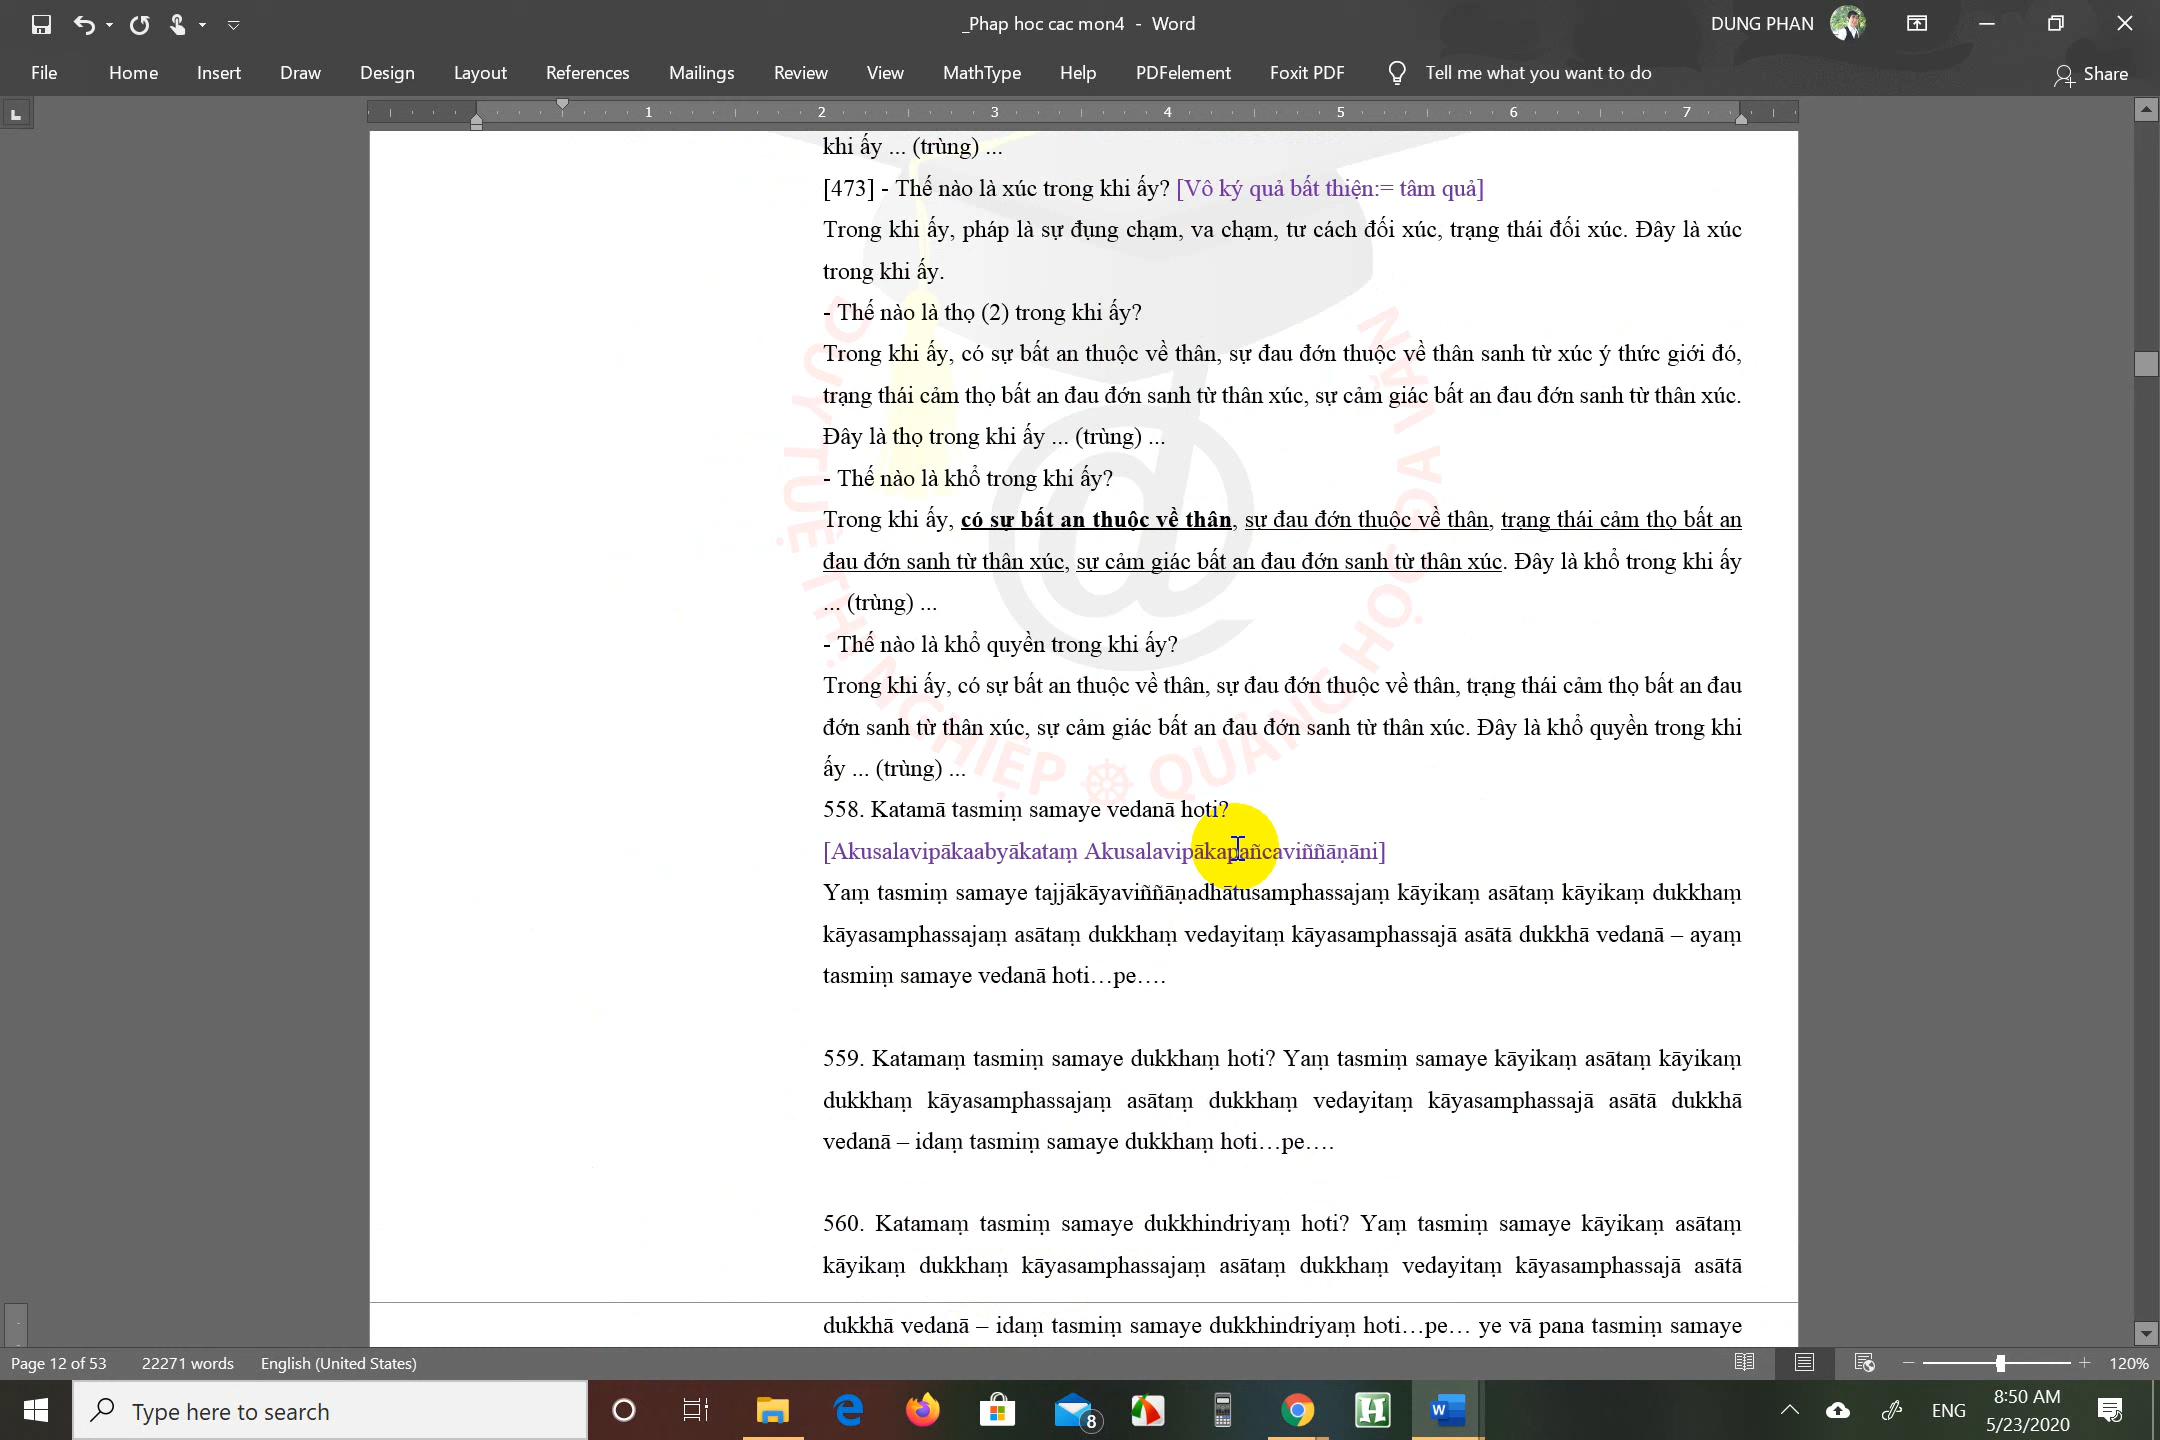 _Phap hoc cac mon4 - Word
DUNG PHAN
File Home Insert Draw Design Layout References Mailings Review View MathType Help PDFelement Foxit PDF Tell me what you want to do Share
1 2 3 4 5 6 7
khi ấy ... (trùng) ...
[473] - Thế nào là xúc trong khi ấy? [Vô ký quả bất thiện:= tâm quả]
Trong khi ấy, pháp là sự đụng chạm, va chạm, tư cách đối xúc, trạng thái đối xúc. Đây là xúc
trong khi ấy.
- Thế nào là thọ (2) trong khi ấy?
Trong khi ấy, có sự bất an thuộc về thân, sự đau đớn thuộc về thân sanh từ xúc ý thức giới đó,
trạng thái cảm thọ bất an đau đớn sanh từ thân xúc, sự cảm giác bất an đau đớn sanh từ thân xúc.
Đây là thọ trong khi ấy ... (trùng) ...
- Thế nào là khổ trong khi ấy?
Trong khi ấy, có sự bất an thuộc về thân, sự đau đớn thuộc về thân, trạng thái cảm thọ bất an
đau đớn sanh từ thân xúc, sự cảm giác bất an đau đớn sanh từ thân xúc. Đây là khổ trong khi ấy
... (trùng) ...
- Thế nào là khổ quyền trong khi ấy?
Trong khi ấy, có sự bất an thuộc về thân, sự đau đớn thuộc về thân, trạng thái cảm thọ bất an đau
đớn sanh từ thân xúc, sự cảm giác bất an đau đớn sanh từ thân xúc. Đây là khổ quyền trong khi
ấy ... (trùng) ...
558. Katamā tasmiṃ samaye vedanā hoti?
[Akusalavipākaabyākataṃ Akusalavipākapañcaviññāṇāni]
Yaṃ tasmiṃ samaye tajjākāyaviññāṇadhātusamphassajaṃ kāyikaṃ asātaṃ kāyikaṃ dukkhaṃ
kāyasamphassajaṃ asātaṃ dukkhaṃ vedayitaṃ kāyasamphassajā asātā dukkhā vedanā – ayaṃ
tasmiṃ samaye vedanā hoti…pe….
559. Katamaṃ tasmiṃ samaye dukkhaṃ hoti? Yaṃ tasmiṃ samaye kāyikaṃ asātaṃ kāyikaṃ
dukkhaṃ kāyasamphassajaṃ asātaṃ dukkhaṃ vedayitaṃ kāyasamphassajā asātā dukkhā
vedanā – idaṃ tasmiṃ samaye dukkhaṃ hoti…pe….
560. Katamaṃ tasmiṃ samaye dukkhindriyaṃ hoti? Yaṃ tasmiṃ samaye kāyikaṃ asātaṃ
kāyikaṃ dukkhaṃ kāyasamphassajaṃ asātaṃ dukkhaṃ vedayitaṃ kāyasamphassajā asātā
dukkhā vedanā – idaṃ tasmiṃ samaye dukkhindriyaṃ hoti…pe… ye vā pana tasmiṃ samaye
DUY TUỆ THỊ NGHIỆP QUẢNG HỌC ĐA VĂN
Page 12 of 53 22271 words English (United States) 120%
Type here to search
8
ENG
8:50 AM
5/23/2020